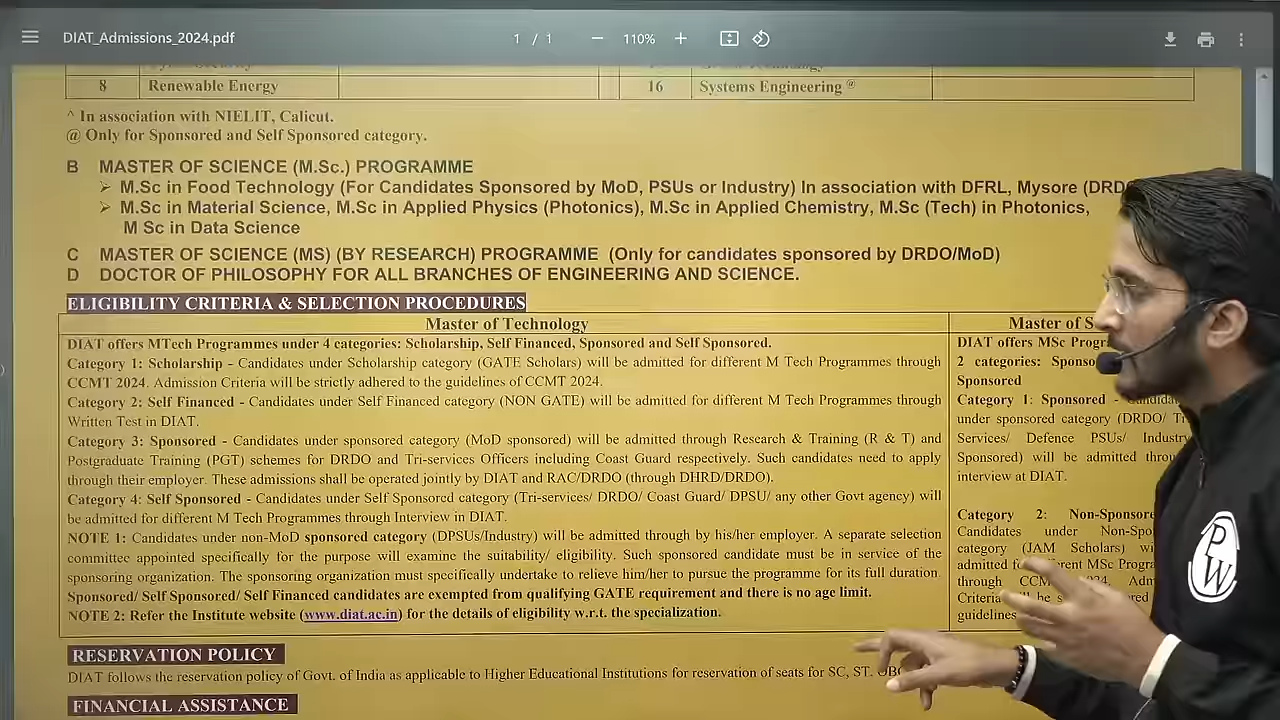 DIAT_Admissions_2024.pdf
1 / 1
110%
8 Renewable Energy
16 Systems Engineering @
^ In association with NIELIT, Calicut.
@ Only for Sponsored and Self Sponsored category.
B MASTER OF SCIENCE (M.Sc.) PROGRAMME
➢ M.Sc in Food Technology (For Candidates Sponsored by MoD, PSUs or Industry) In association with DFRL, Mysore (DRD
➢ M.Sc in Material Science, M.Sc in Applied Physics (Photonics), M.Sc in Applied Chemistry, M.Sc (Tech) in Photonics,
M Sc in Data Science
C MASTER OF SCIENCE (MS) (BY RESEARCH) PROGRAMME (Only for candidates sponsored by DRDO/MoD)
D DOCTOR OF PHILOSOPHY FOR ALL BRANCHES OF ENGINEERING AND SCIENCE.
ELIGIBILITY CRITERIA & SELECTION PROCEDURES
Master of Technology
DIAT offers MTech Programmes under 4 categories: Scholarship, Self Financed, Sponsored and Self Sponsored.
Category 1: Scholarship - Candidates under Scholarship category (GATE Scholars) will be admitted for different M Tech Programmes through
CCMT 2024. Admission Criteria will be strictly adhered to the guidelines of CCMT 2024.
Category 2: Self Financed - Candidates under Self Financed category (NON GATE) will be admitted for different M Tech Programmes through
Written Test in DIAT.
Category 3: Sponsored - Candidates under sponsored category (MoD sponsored) will be admitted through Research & Training (R & T) and
Postgraduate Training (PGT) schemes for DRDO and Tri-services Officers including Coast Guard respectively. Such candidates need to apply
through their employer. These admissions shall be operated jointly by DIAT and RAC/DRDO (through DHRD/DRDO).
Category 4: Self Sponsored - Candidates under Self Sponsored category (Tri-services/ DRDO/ Coast Guard/ DPSU/ any other Govt agency) will
be admitted for different M Tech Programmes through Interview in DIAT.
NOTE 1: Candidates under non-MoD sponsored category (DPSUs/Industry) will be admitted through by his/her employer. A separate selection
committee appointed specifically for the purpose will examine the suitability/ eligibility. Such sponsored candidate must be in service of the
sponsoring organization. The sponsoring organization must specifically undertake to relieve him/her to pursue the programme for its full duration.
Sponsored/ Self Sponsored/ Self Financed candidates are exempted from qualifying GATE requirement and there is no age limit.
NOTE 2: Refer the Institute website (www.diat.ac.in) for the details of eligibility w.r.t. the specialization.
Master of S
DIAT offers MSc Progr
2 categories: Sponso
Sponsored
Category 1: Sponsored - Candida
under sponsored category (DRDO/ Tri
Services/ Defence PSUs/ Industry
Sponsored) will be admitted throu
interview at DIAT.
Category 2: Non-Sponsore
Candidates under Non-Spo
category (JAM Scholars) wi
admitted MSc Progra
through
guidelines
RESERVATION POLICY
DIAT follows the reservation policy of Govt. of India as applicable to Higher Educational Institutions for reservation of seats for SC, ST, OBC
FINANCIAL ASSISTANCE
PW